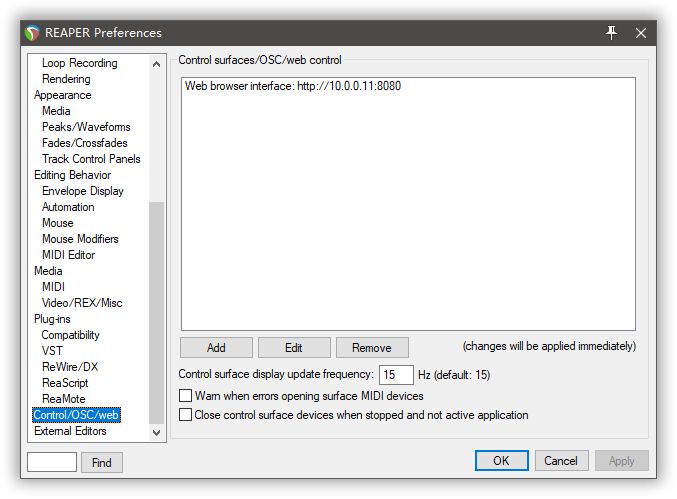 REAPER Preferences
Loop Recording
Rendering
Appearance
Media
Peaks/Waveforms
Fades/Crossfades
Track Control Panels
Editing Behavior
Envelope Display
Automation
Mouse
Mouse Modifiers
MIDI Editor
Media
MIDI
Video/REX/Misc
Plug-ins
Compatibility
VST
ReWire/DX
ReaScript
ReaMote
Control/OSC/web
External Editors
Find
Control surfaces/OSC/web control
Web browser interface: http://10.0.0.11:8080
Add Edit Remove (changes will be applied immediately)
Control surface display update frequency: 15 Hz (default: 15)
Warn when errors opening surface MIDI devices
Close control surface devices when stopped and not active application
OK Cancel Apply